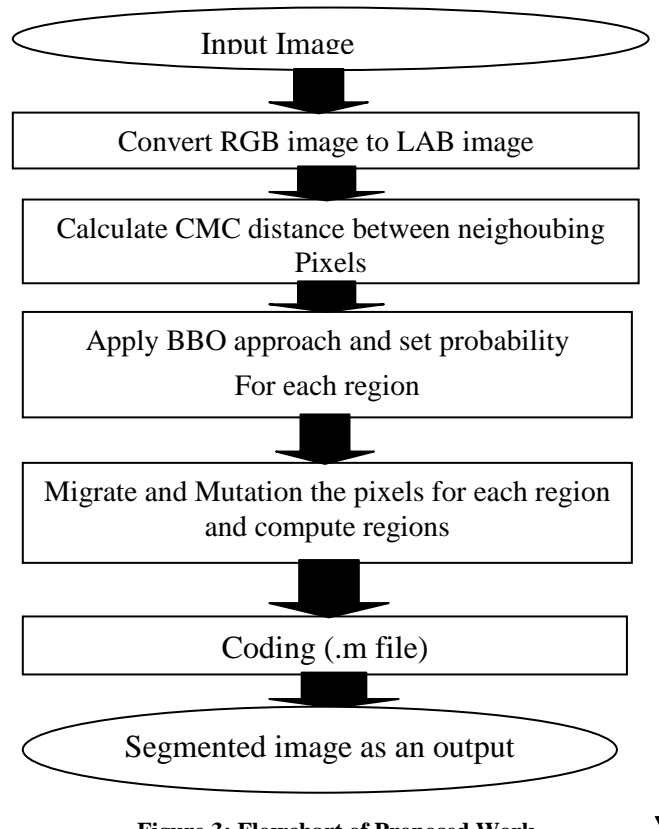 Input Image
Convert RGB image to LAB image
Calculate CMC distance between neighoubing
Pixels
Apply BBO approach and set probability
For each region
Migrate and Mutation the pixels for each region
and compute regions
Coding (.m file)
Segmented image as an output
Figure 3: Flowchart of Proposed Work